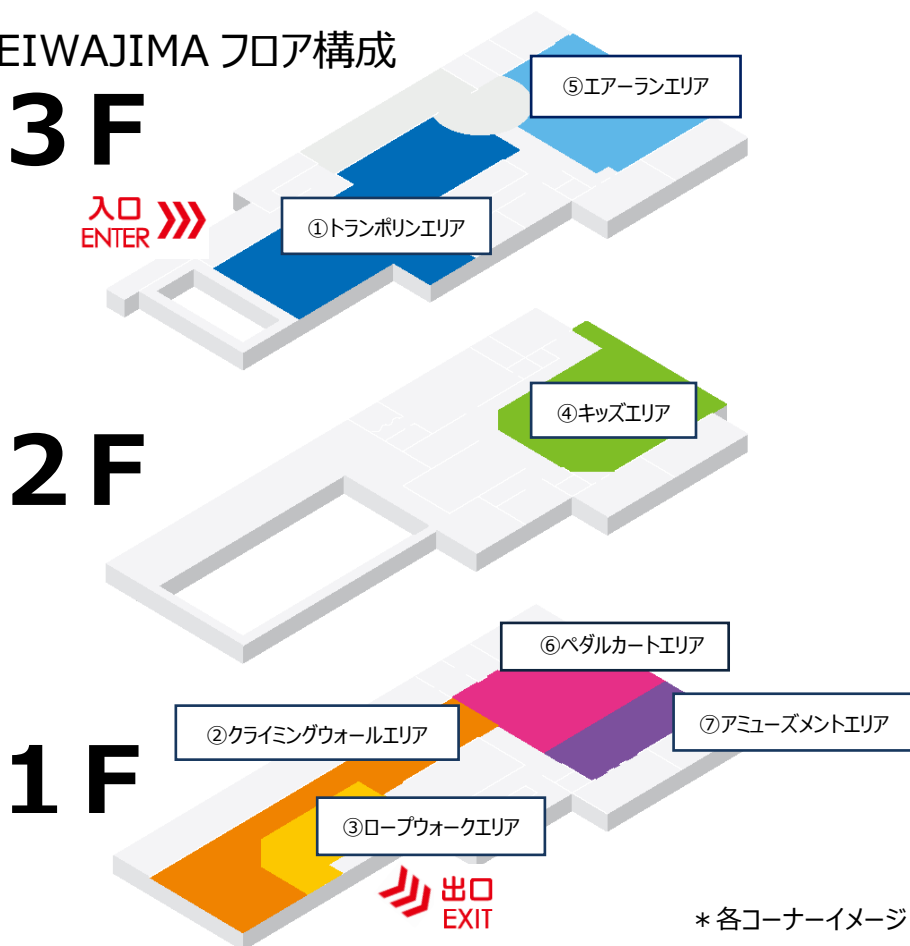 EIWAJIMA フロア構成
3F
⑤エアーランエリア
入口
ENTER
①トランポリンエリア
2F
④キッズエリア
1F
⑥ペダルカートエリア
②クライミングウォールエリア
⑦アミューズメントエリア
③ロープウォークエリア
出口
EXIT
＊各コーナーイメージ